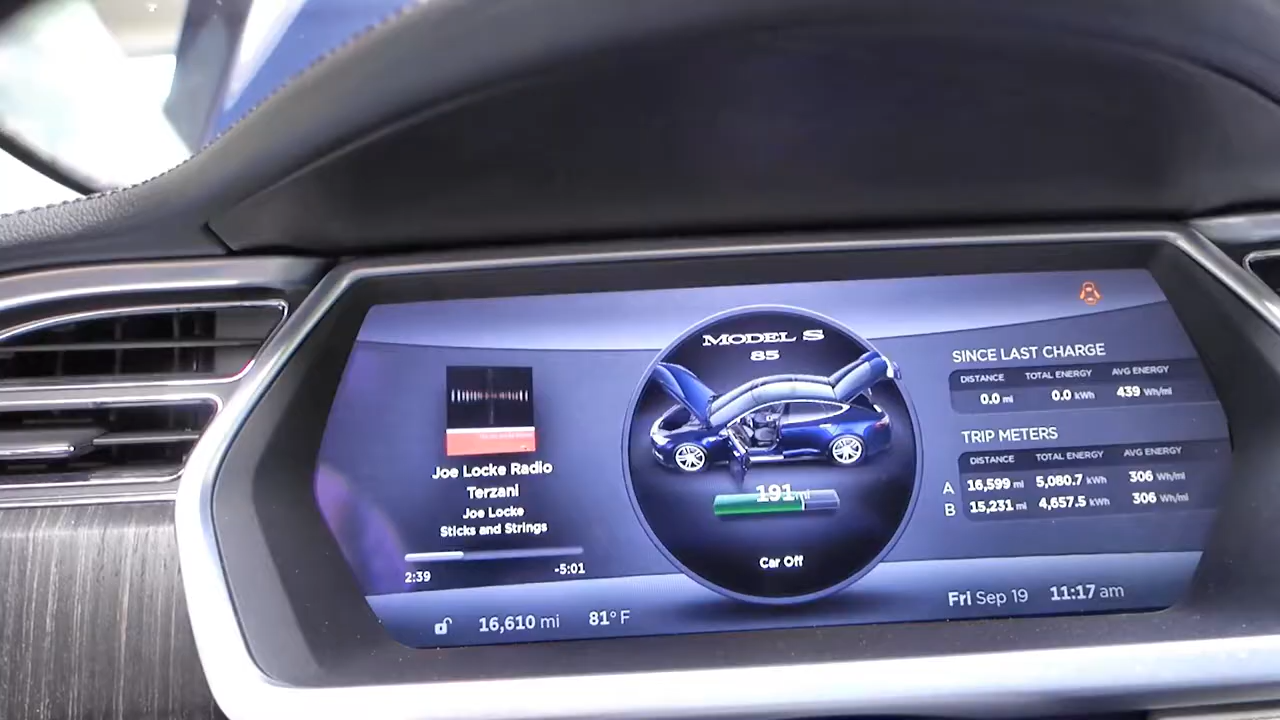 MODEL S
85
Joe Locke Radio
Terzani
Joe Locke
Sticks and Strings
2:39 -5:01
191 mi
Car Off
SINCE LAST CHARGE
DISTANCE TOTAL ENERGY AVG ENERGY
0.0 mi 0.0 kWh 439 Wh/mi
TRIP METERS
DISTANCE TOTAL ENERGY AVG ENERGY
A 16,599 mi 5,080.7 kWh 306 Wh/mi
B 15,231 mi 4,657.5 kWh 306 Wh/mi
16,610 mi 81° F
Fri Sep 19 11:17 am